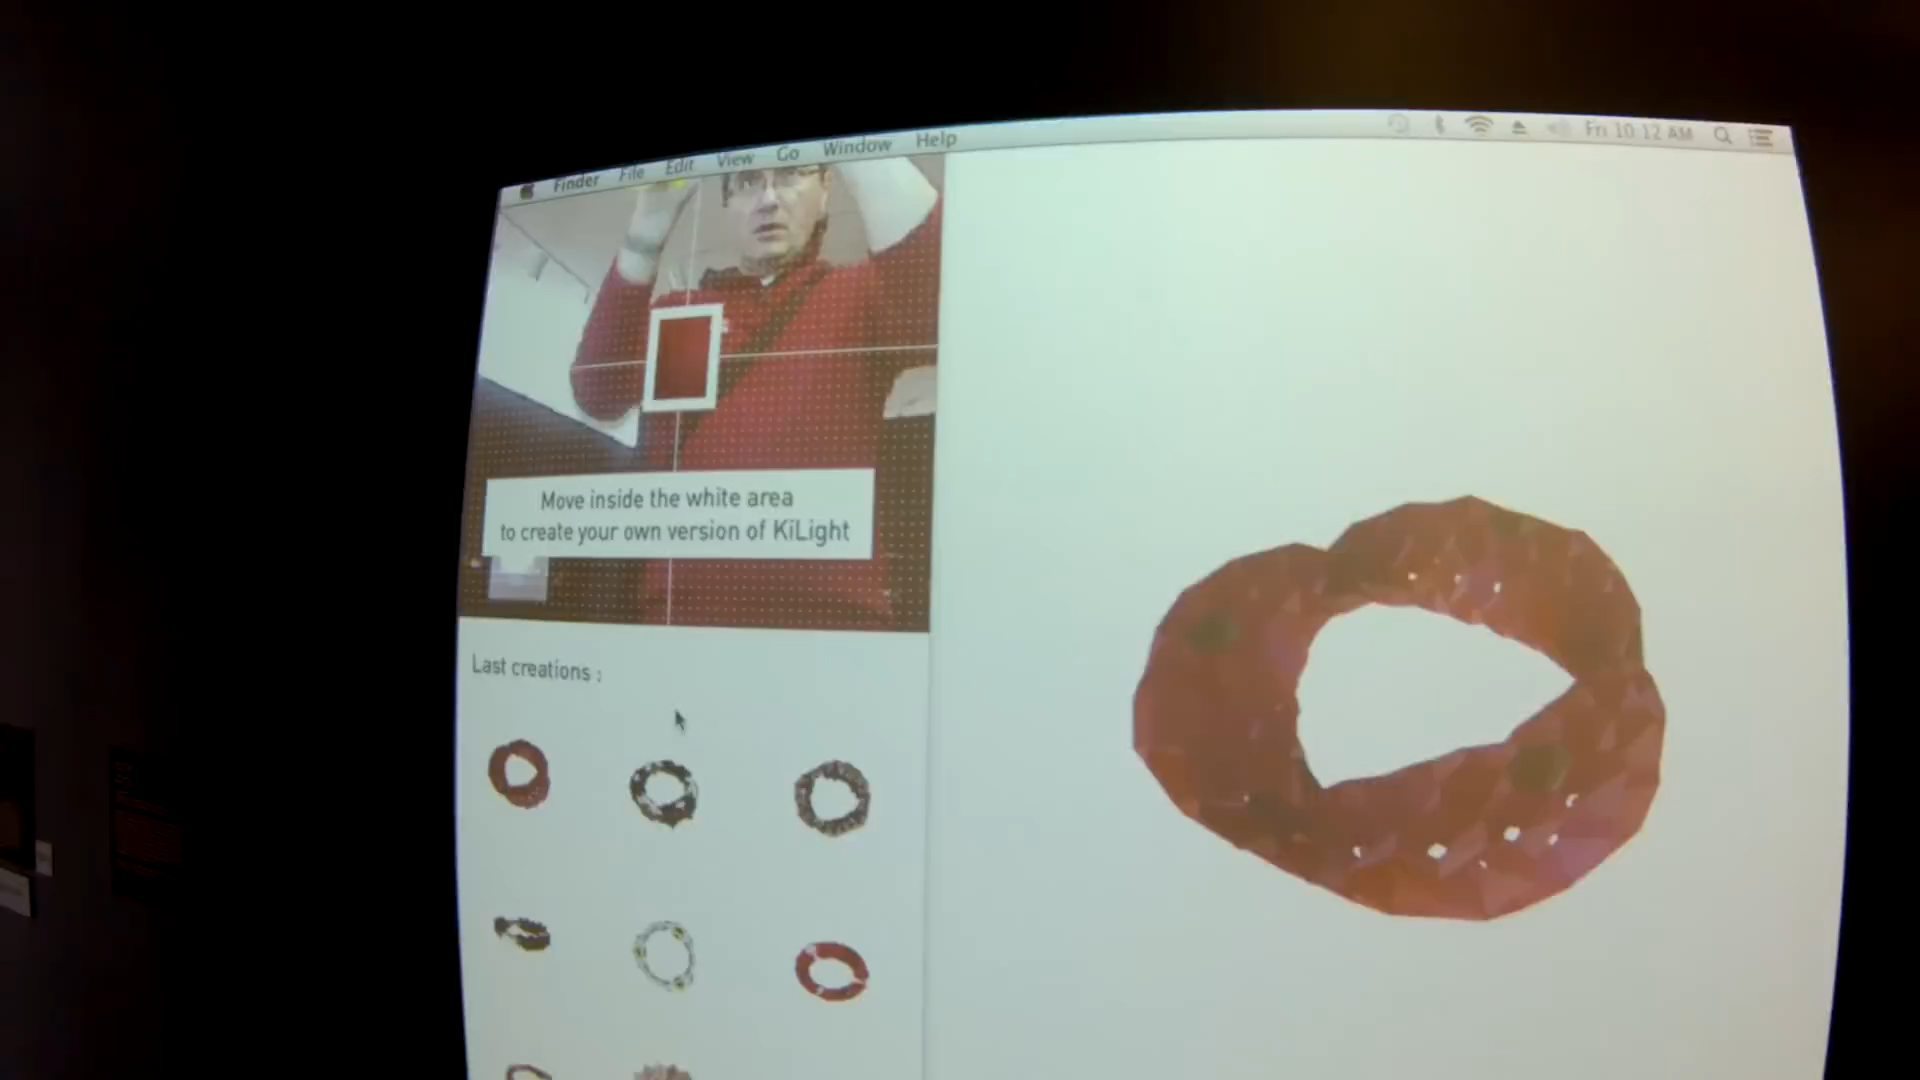 Finder File Edit View Go Window Help
Fri 10:12 AM
Move inside the white area
to create your own version of KiLight
Last creations :